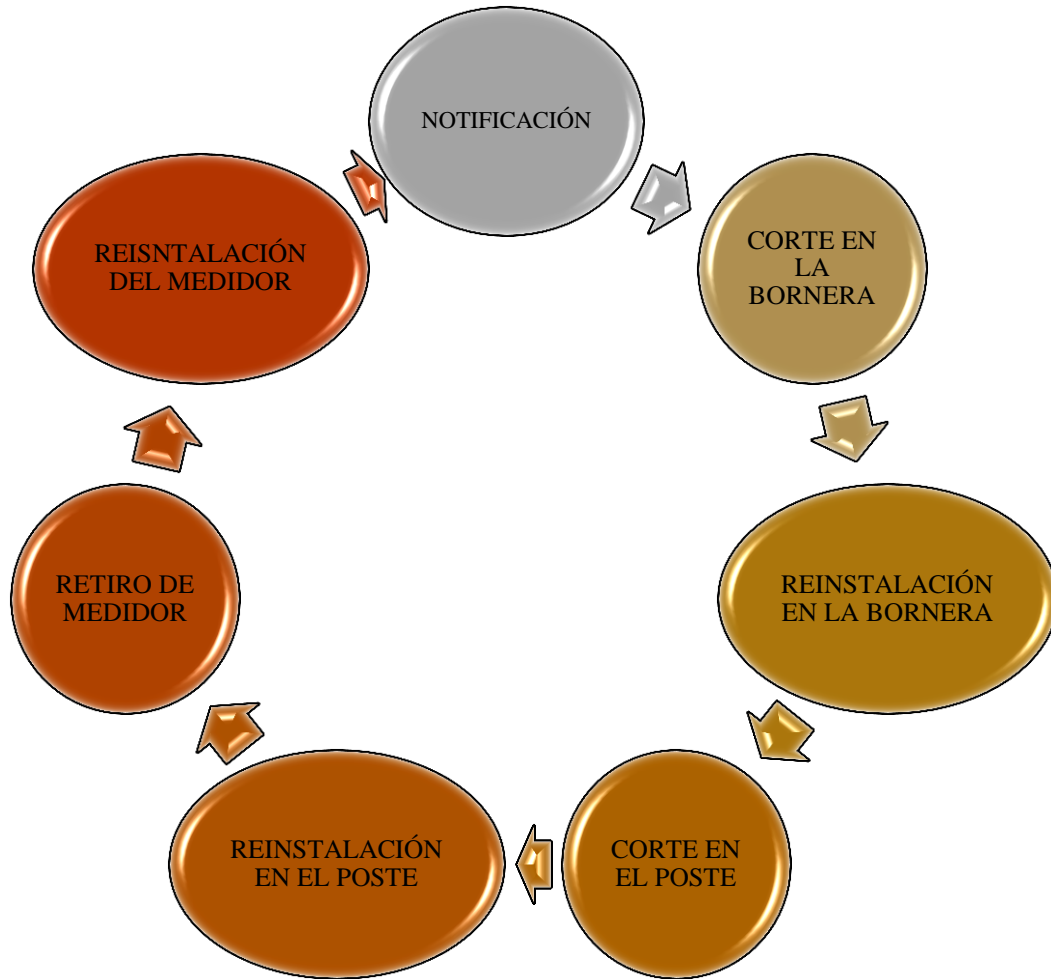 NOTIFICACIÓN
CORTE EN
LA
BORNERA
REINSTALACIÓN
EN LA BORNERA
CORTE EN
EL POSTE
REINSTALACIÓN
EN EL POSTE
RETIRO DE
MEDIDOR
REISNTALACIÓN
DEL MEDIDOR